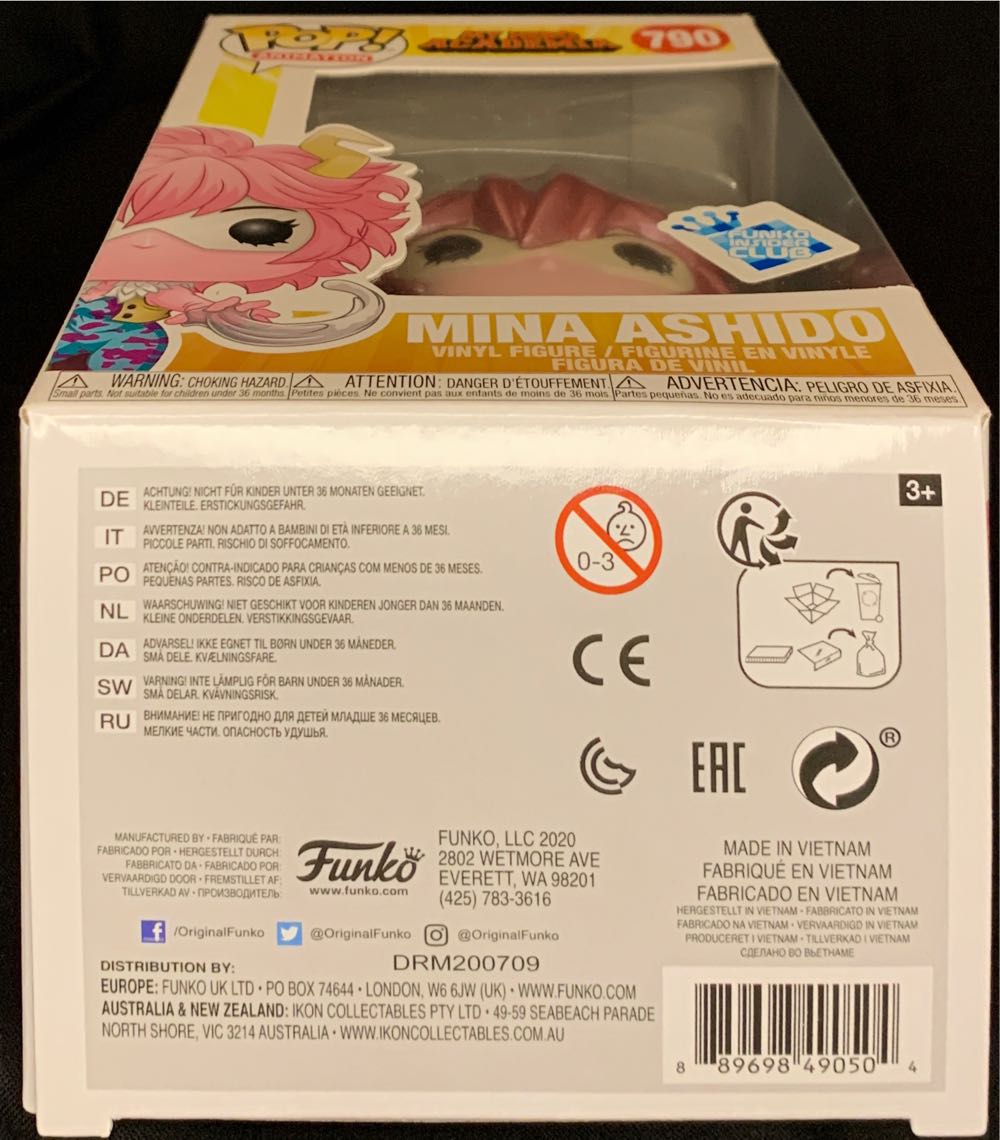 POP!
ANIMATION
MY HERO
ACADEMIA
790
FUNKO
INSIDER
CLUB
MINA ASHIDO
VINYL FIGURE / FIGURINE EN VINYLE
FIGURA DE VINIL
WARNING: CHOKING HAZARD.
Small parts. Not suitable for children under 36 months.
ATTENTION: DANGER D'ÉTOUFFEMENT.
Petites pièces. Ne convient pas aux enfants de moins de 36 mois.
ADVERTENCIA: PELIGRO DE ASFIXIA.
Partes pequeñas. No es adecuado para niños menores de 36 meses.
3+
DE ACHTUNG! NICHT FÜR KINDER UNTER 36 MONATEN GEEIGNET.
KLEINTEILE. ERSTICKUNGSGEFAHR.
IT AVVERTENZA! NON ADATTO A BAMBINI DI ETÀ INFERIORE A 36 MESI.
PICCOLE PARTI. RISCHIO DI SOFFOCAMENTO.
PO ATENÇÃO! CONTRA-INDICADO PARA CRIANÇAS COM MENOS DE 36 MESES.
PEQUENAS PARTES. RISCO DE ASFIXIA.
NL WAARSCHUWING! NIET GESCHIKT VOOR KINDEREN JONGER DAN 36 MAANDEN.
KLEINE ONDERDELEN. VERSTIKKINGSGEVAAR.
DA ADVARSEL! IKKE EGNET TIL BØRN UNDER 36 MÅNEDER.
SMÅ DELE. KVÆLNINGSFARE.
SW VARNING! INTE LÄMPLIG FÖR BARN UNDER 36 MÅNADER.
SMÅ DELAR. KVÄVNINGSRISK.
RU ВНИМАНИЕ! НЕ ПРИГОДНО ДЛЯ ДЕТЕЙ МЛАДШЕ 36 МЕСЯЦЕВ.
МЕЛКИЕ ЧАСТИ. ОПАСНОСТЬ УДУШЬЯ.
0-3
CE
EAC
®
MANUFACTURED BY • FABRIQUÉ PAR:
FABRICADO POR • HERGESTELLT DURCH:
FABBRICATO DA • FABRICADO POR:
VERVAARDIGD DOOR • FREMSTILLET AF:
TILLVERKAD AV • ПРОИЗВОДИТЕЛЬ:
Funko
www.funko.com
FUNKO, LLC 2020
2802 WETMORE AVE
EVERETT, WA 98201
(425) 783-3616
MADE IN VIETNAM
FABRIQUÉ EN VIETNAM
FABRICADO EN VIETNAM
HERGESTELLT IN VIETNAM • FABBRICATO IN VIETNAM
FABRICADO NA VIETNAM • VERVAARDIGD IN VIETNAM
PRODUCERET I VIETNAM • TILLVERKAD I VIETNAM
СДЕЛАНО ВО ВЬЕТНАМЕ
f /OriginalFunko @OriginalFunko @OriginalFunko
DRM200709
DISTRIBUTION BY:
EUROPE: FUNKO UK LTD • PO BOX 74644 • LONDON, W6 6JW (UK) • WWW.FUNKO.COM
AUSTRALIA & NEW ZEALAND: IKON COLLECTABLES PTY LTD • 49-59 SEABEACH PARADE
NORTH SHORE, VIC 3214 AUSTRALIA • WWW.IKONCOLLECTABLES.COM.AU
8 89698 49050 4